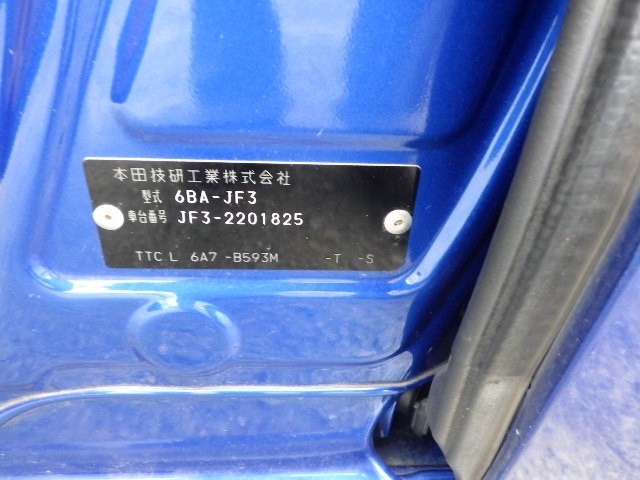 本田技研工業株式会社
型式 6BA-JF3
車台番号 JF3-2201825
TTC L 6A7 -B593M -T -S